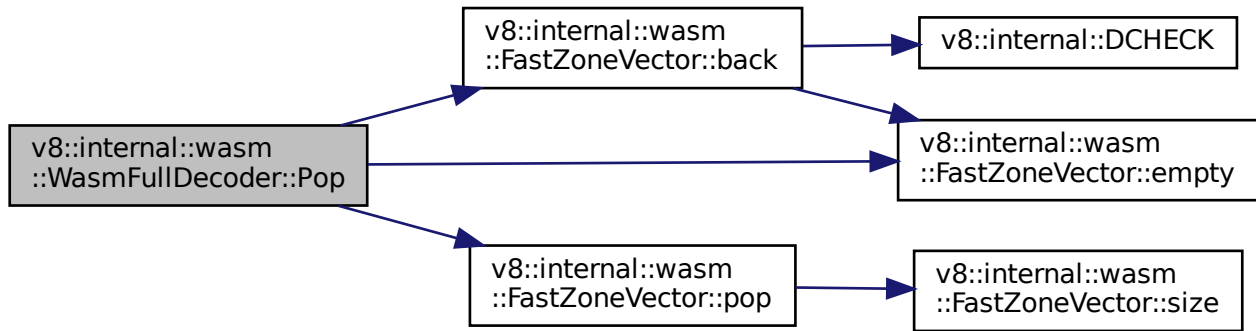 v8::internal::wasm
::WasmFullDecoder::Pop
v8::internal::wasm
::FastZoneVector::back
v8::internal::DCHECK
v8::internal::wasm
::FastZoneVector::empty
v8::internal::wasm
::FastZoneVector::pop
v8::internal::wasm
::FastZoneVector::size